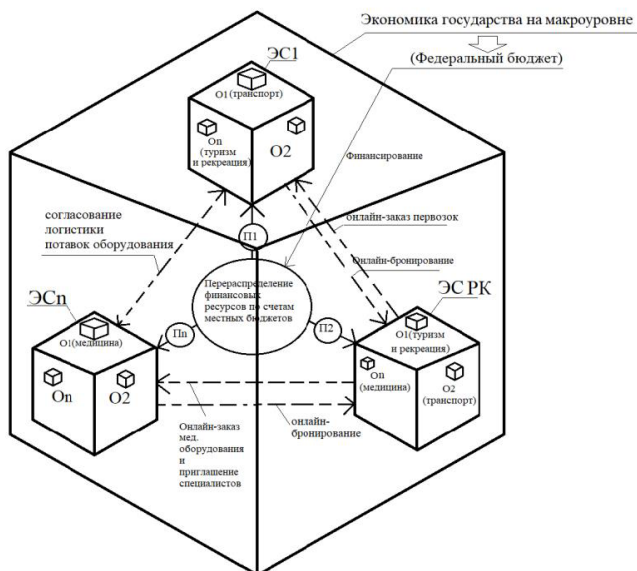 Экономика государства на макроуровне
(Федеральный бюджет)
ЭС1
О1 (транспорт)
Оn
(туризм
и рекреация)
О2
Финансирование
согласование
логистики
потавок оборудования
онлайн-заказ первозок
Онлайн-бронирование
П1
Перераспределение
финансовых
ресурсов по счетам
местных бюджетов
Пn
П2
ЭСn
О1(медицина)
Оn
О2
ЭС РК
О1(туризм
и рекреация)
Оn
(медицина)
О2
(транспорт)
Онлайн-заказ
мед.
оборудования
и
приглашение
специалистов
онлайн-
бронирование